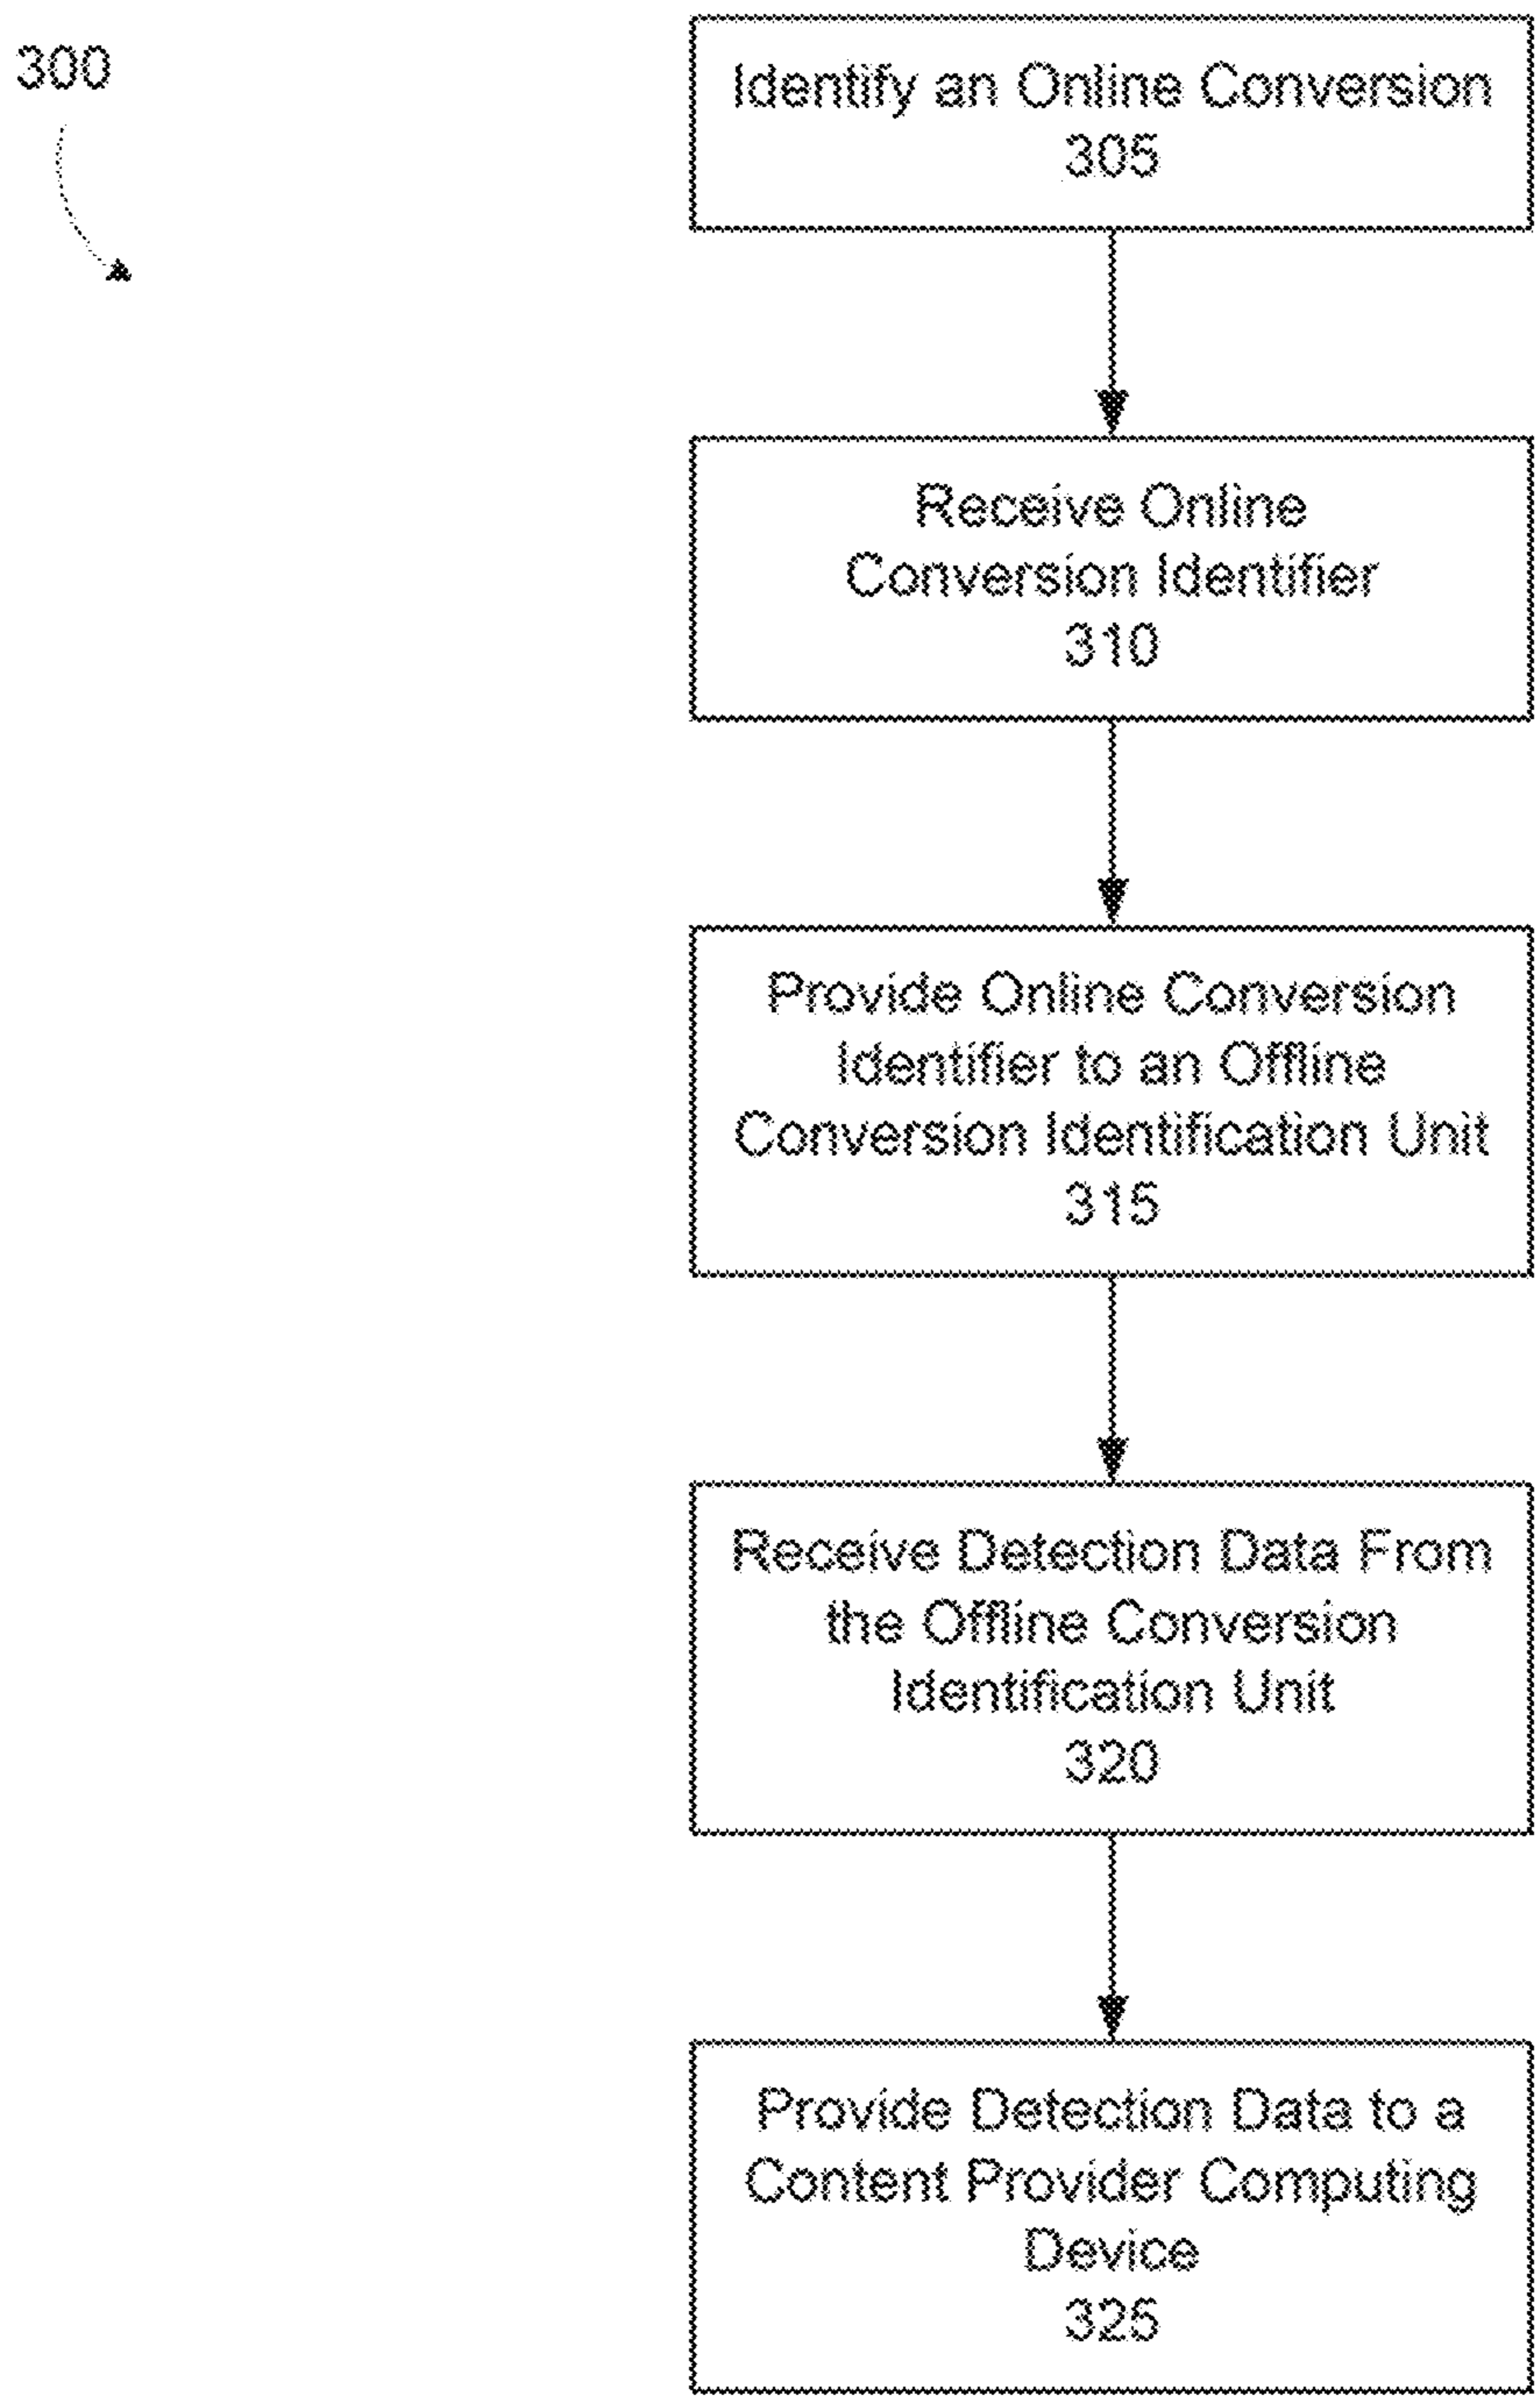 300
Identify an Online Conversion
305
Receive Online
Conversion Identifier
310
Provide Online Conversion
Identifier to an Offline
Conversion Identification Unit
315
Receive Detection Data From
the Offline Conversion
Identification Unit
320
Provide Detection Data to a
Content Provider Computing
Device
325